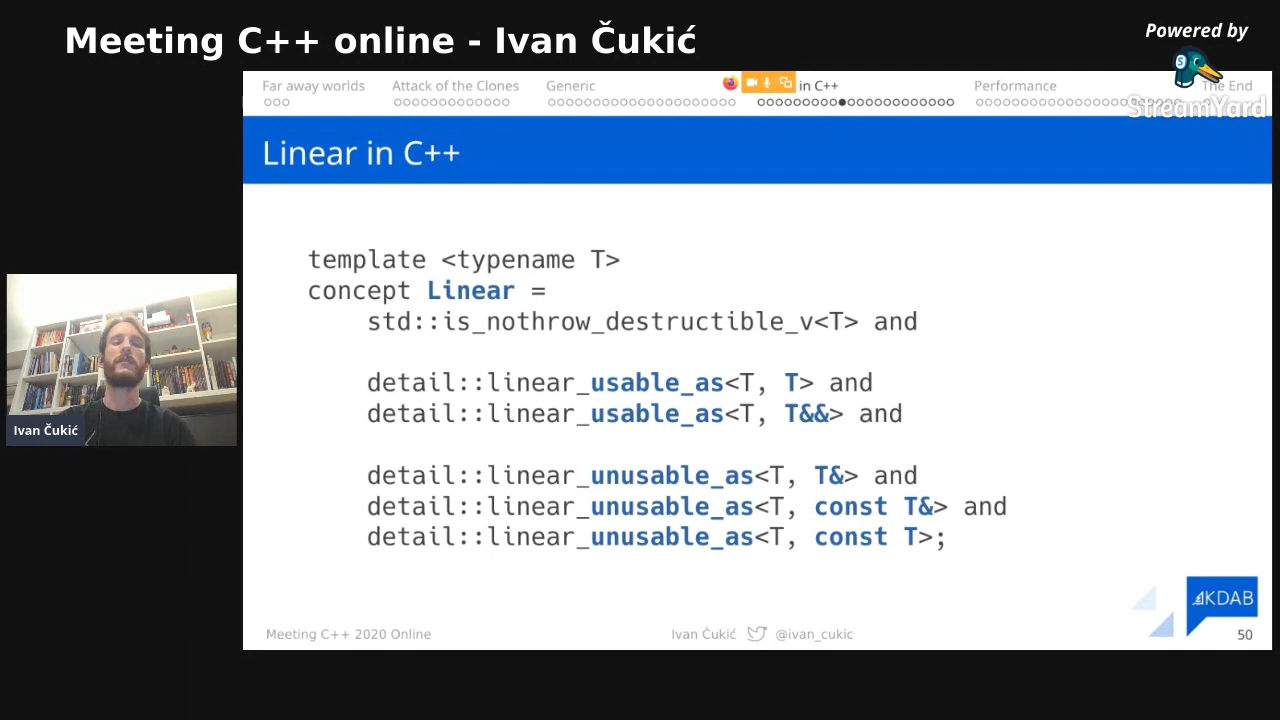 Meeting C++ online - Ivan Čukić
Powered by
StreamYard
Far away worlds
Attack of the Clones
Generic
in C++
Performance
The End
Linear in C++
template <typename T>
concept Linear =
std::is_nothrow_destructible_v<T> and
detail::linear_usable_as<T, T> and
detail::linear_usable_as<T, T&&> and
detail::linear_unusable_as<T, T&> and
detail::linear_unusable_as<T, const T&> and
detail::linear_unusable_as<T, const T>;
Ivan Čukić
KDAB
Meeting C++ 2020 Online
Ivan Čukić
@ivan_cukic
50